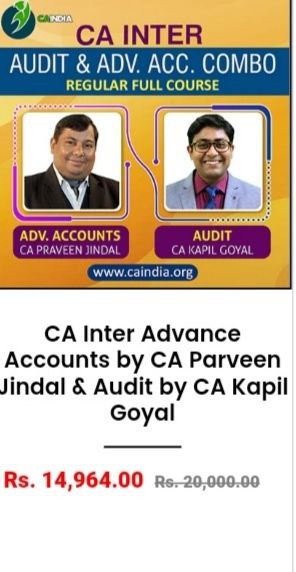 CAINDIA
CA INTER
AUDIT & ADV. ACC. COMBO
REGULAR FULL COURSE
ADV. ACCOUNTS
CA PRAVEEN JINDAL
AUDIT
CA KAPIL GOYAL
www.caindia.org
CA Inter Advance
Accounts by CA Parveen
Jindal & Audit by CA Kapil
Goyal
Rs. 14,964.00 Rs. 20,000.00